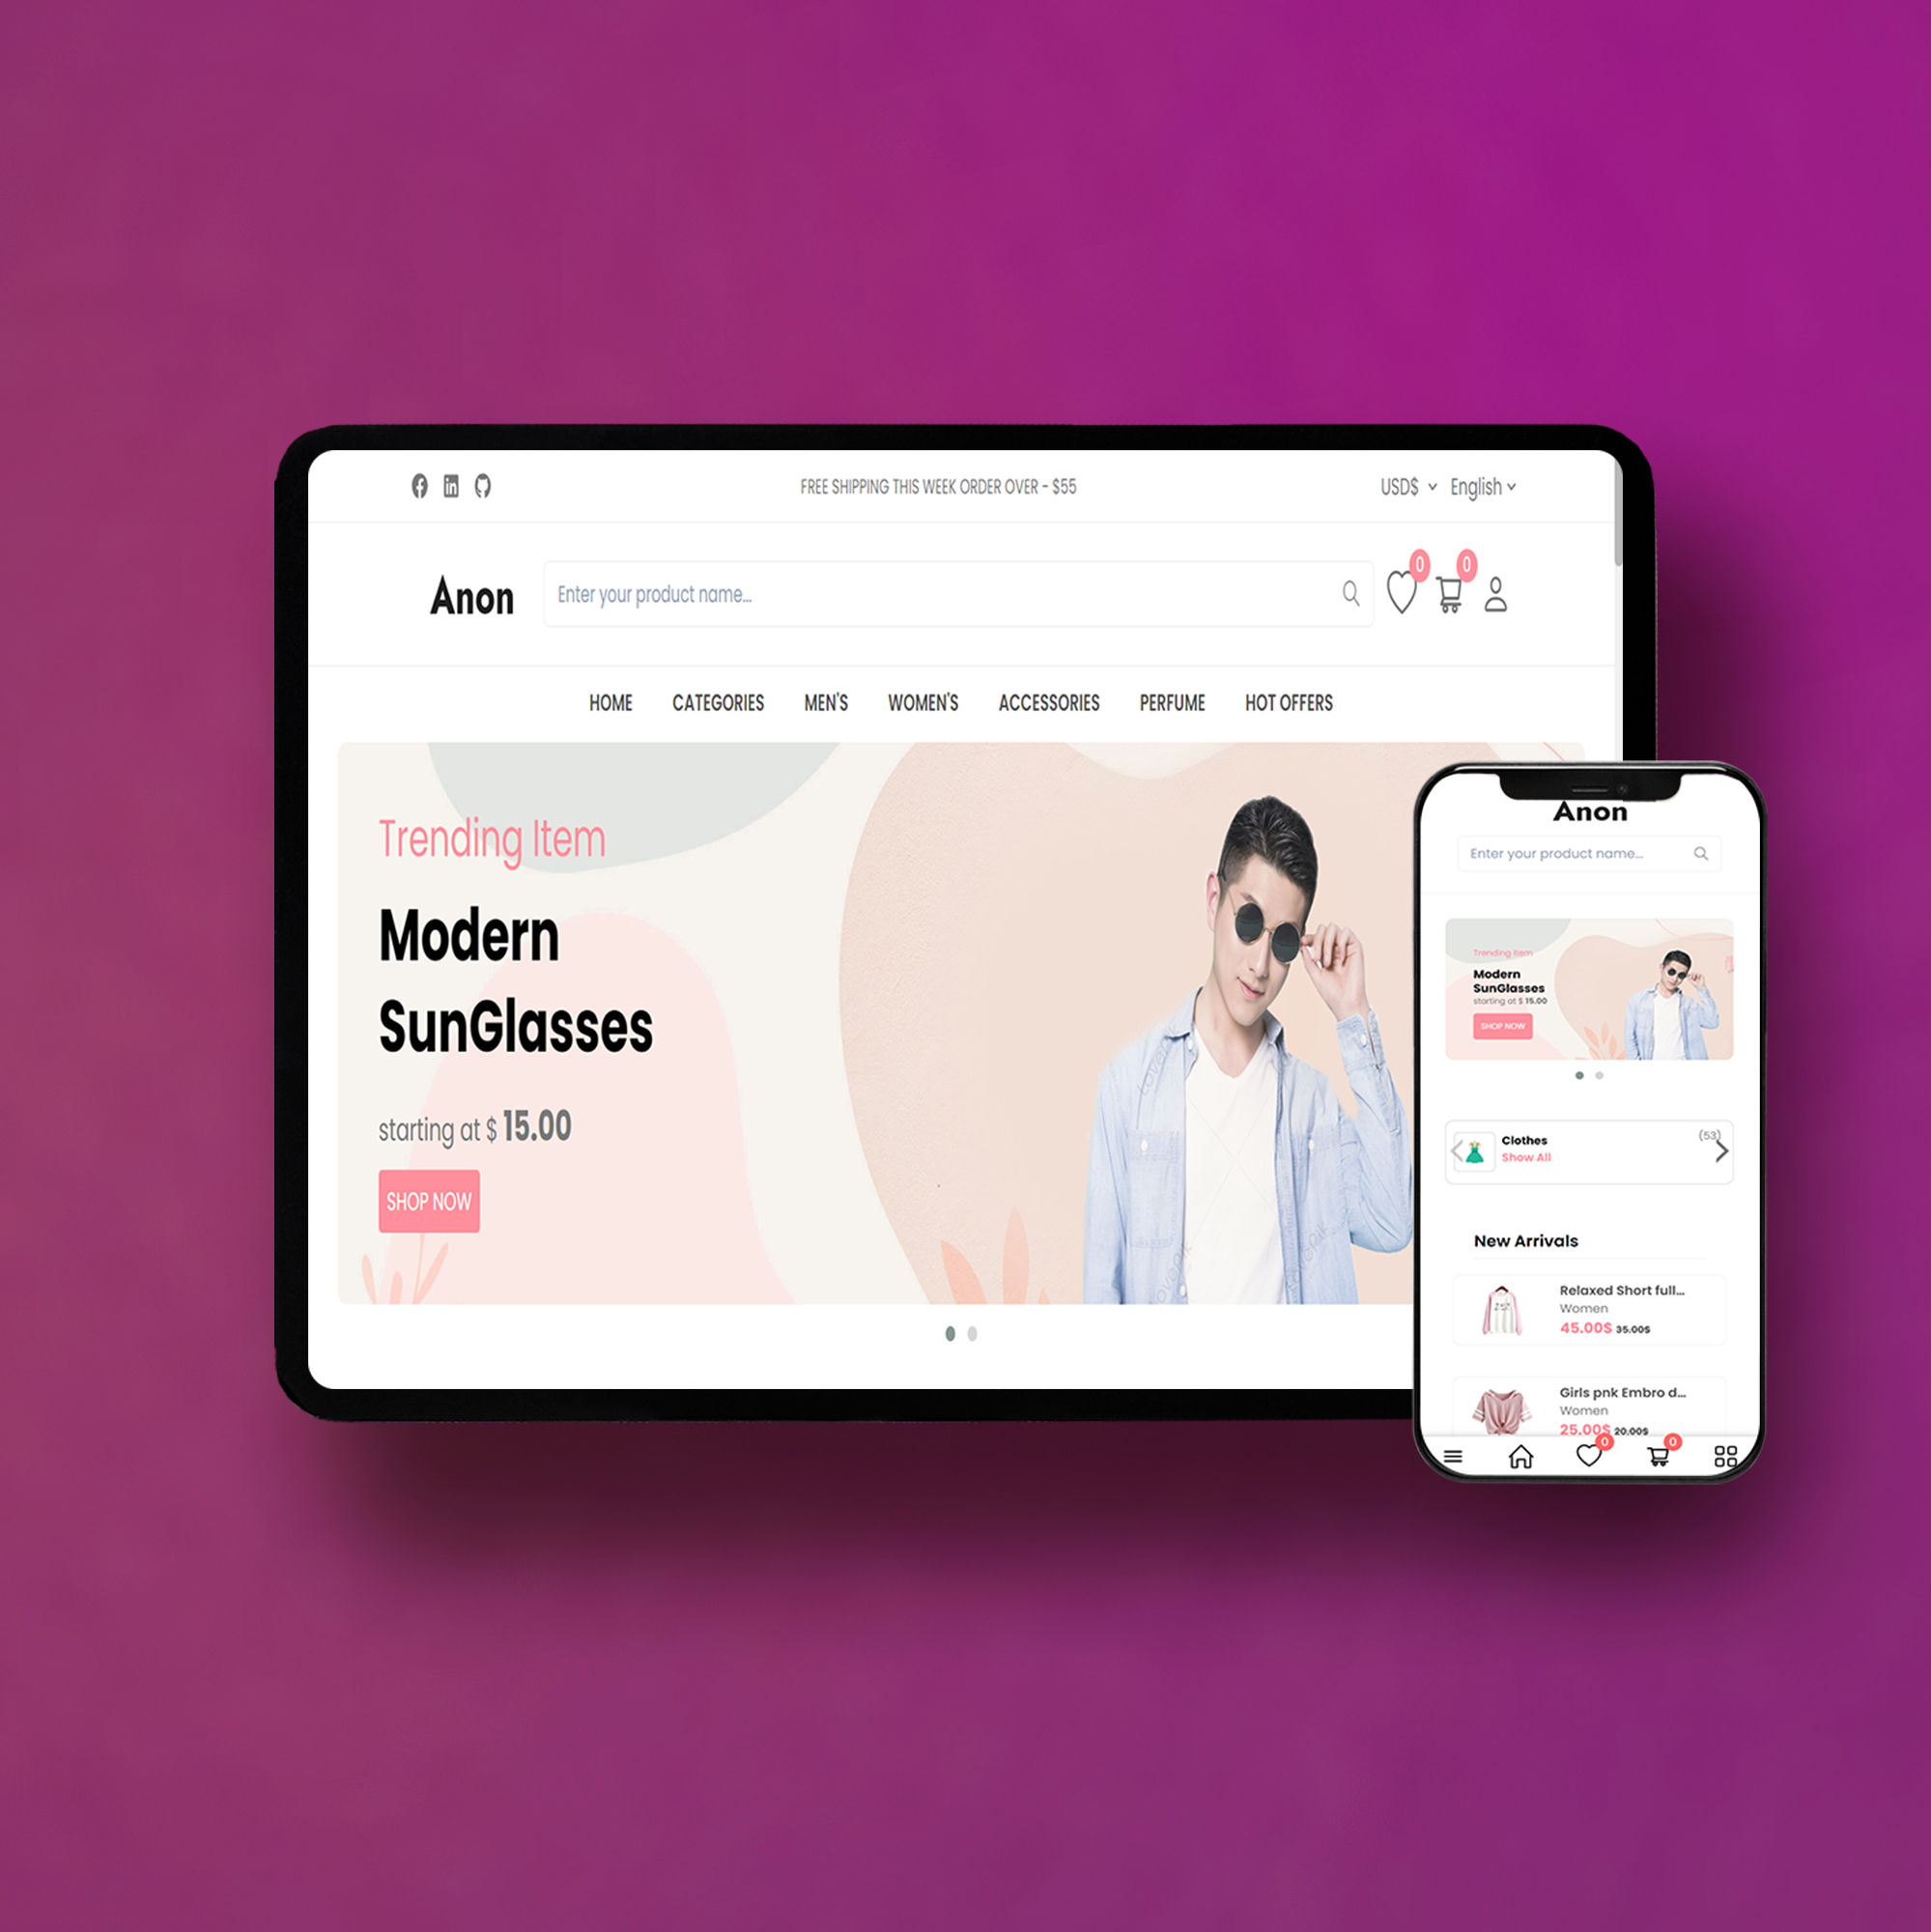 FREE SHIPPING THIS WEEK ORDER OVER - $55
USD$ English
Anon
Enter your product name...
0
0
HOME CATEGORIES MEN'S WOMEN'S ACCESSORIES PERFUME HOT OFFERS
Trending Item
Modern
SunGlasses
starting at $ 15.00
SHOP NOW
Anon
Enter your product name...
Trending Item
Modern
SunGlasses
starting at $ 15.00
SHOP NOW
Clothes
(53)
Show All
New Arrivals
Relaxed Short full...
Women
45.00$ 35.00$
Girls pnk Embro d...
Women
25.00$ 20.00$
0
0